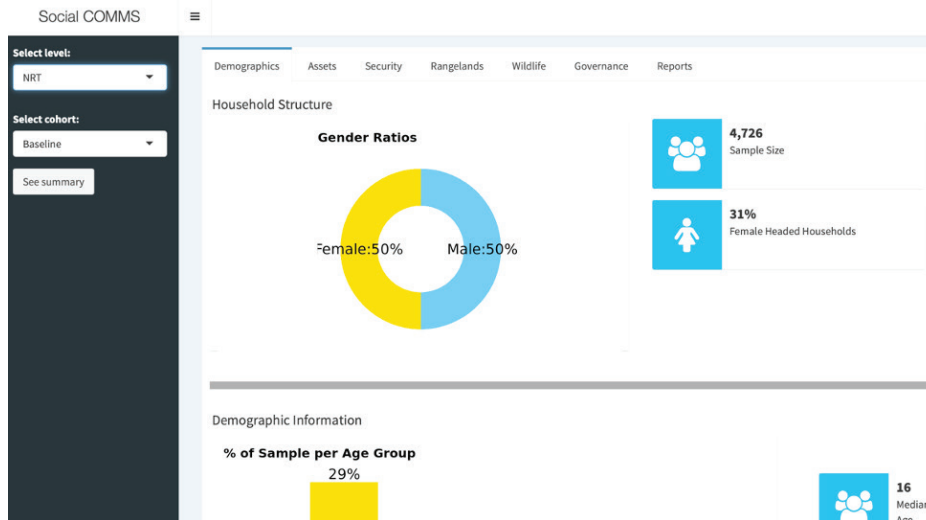 Social COMMS
Select level:
NRT
Select cohort:
Baseline
See summary
Demographics Assets Security Rangelands Wildlife Governance Reports
Household Structure
Gender Ratios
Female:50% Male:50%
4,726
Sample Size
31%
Female Headed Households
Demographic Information
% of Sample per Age Group
29%
16
Median
Age